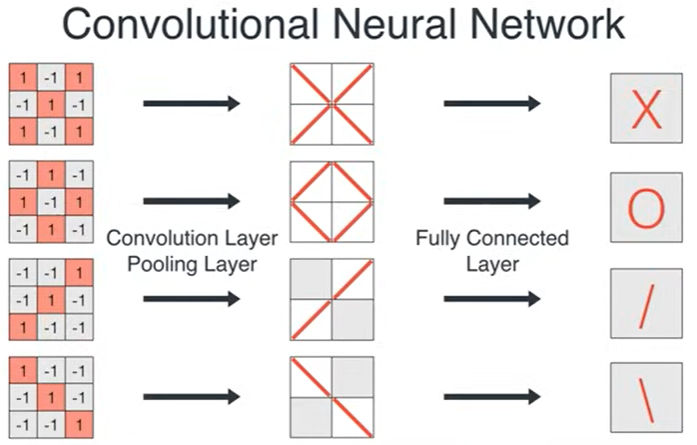 Convolutional Neural Network
1 -1 1
-1 1 -1
1 -1 1
X
-1 1 -1
1 -1 1
-1 1 -1
O
Convolution Layer
Pooling Layer
Fully Connected
Layer
-1 -1 1
-1 1 -1
1 -1 -1
/
1 -1 -1
-1 1 -1
-1 -1 1
\